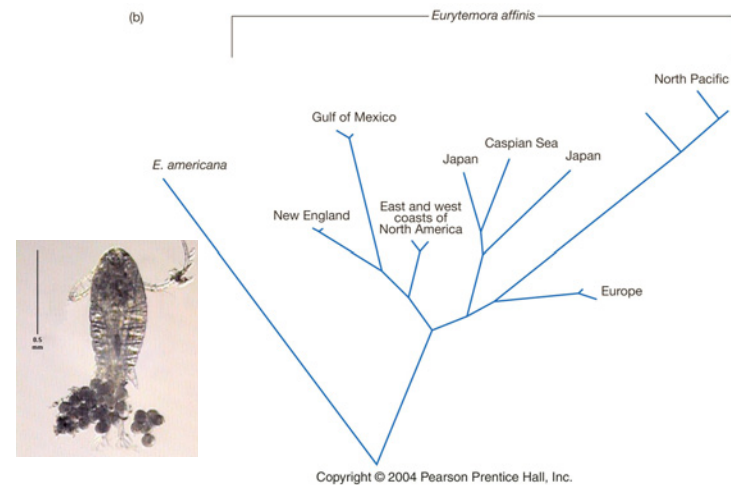 (b)
Eurytemora affinis
North Pacific
Gulf of Mexico
Caspian Sea
Japan
Japan
E. americana
East and west
coasts of
North America
New England
Europe
0.5
mm
Copyright © 2004 Pearson Prentice Hall, Inc.